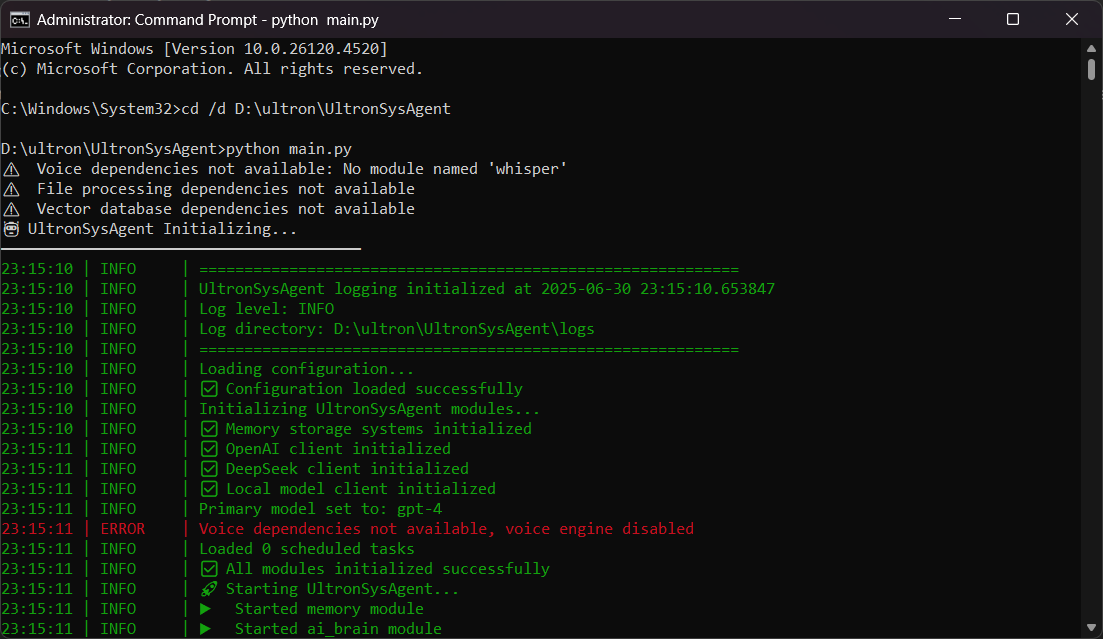 Administrator: Command Prompt - python  main.py
Microsoft Windows [Version 10.0.26120.4520]
(c) Microsoft Corporation. All rights reserved.
C:\Windows\System32>cd /d D:\ultron\UltronSysAgent
D:\ultron\UltronSysAgent>python main.py
⚠  Voice dependencies not available: No module named 'whisper'
⚠  File processing dependencies not available
⚠  Vector database dependencies not available
🤖 UltronSysAgent Initializing...
23:15:10 | INFO     | ============================================================
23:15:10 | INFO     | UltronSysAgent logging initialized at 2025-06-30 23:15:10.653847
23:15:10 | INFO     | Log level: INFO
23:15:10 | INFO     | Log directory: D:\ultron\UltronSysAgent\logs
23:15:10 | INFO     | ============================================================
23:15:10 | INFO     | Loading configuration...
23:15:10 | INFO     | ✅ Configuration loaded successfully
23:15:10 | INFO     | Initializing UltronSysAgent modules...
23:15:10 | INFO     | ✅ Memory storage systems initialized
23:15:11 | INFO     | ✅ OpenAI client initialized
23:15:11 | INFO     | ✅ DeepSeek client initialized
23:15:11 | INFO     | ✅ Local model client initialized
23:15:11 | INFO     | Primary model set to: gpt-4
23:15:11 | ERROR    | Voice dependencies not available, voice engine disabled
23:15:11 | INFO     | Loaded 0 scheduled tasks
23:15:11 | INFO     | ✅ All modules initialized successfully
23:15:11 | INFO     | 🚀 Starting UltronSysAgent...
23:15:11 | INFO     | ▶  Started memory module
23:15:11 | INFO     | ▶  Started ai_brain module